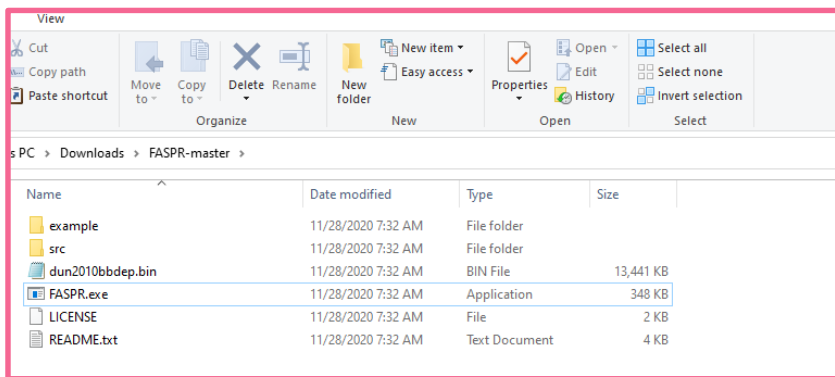 View
Cut
Copy path
Paste shortcut
Move to
Copy to
Delete
Rename
New folder
New item
Easy access
Properties
Open
Edit
History
Select all
Select none
Invert selection
Organize
New
Open
Select
s PC > Downloads > FASPR-master >
Name Date modified Type Size
example 11/28/2020 7:32 AM File folder
src 11/28/2020 7:32 AM File folder
dun2010bbdep.bin 11/28/2020 7:32 AM BIN File 13,441 KB
FASPR.exe 11/28/2020 7:32 AM Application 348 KB
LICENSE 11/28/2020 7:32 AM File 2 KB
README.txt 11/28/2020 7:32 AM Text Document 4 KB